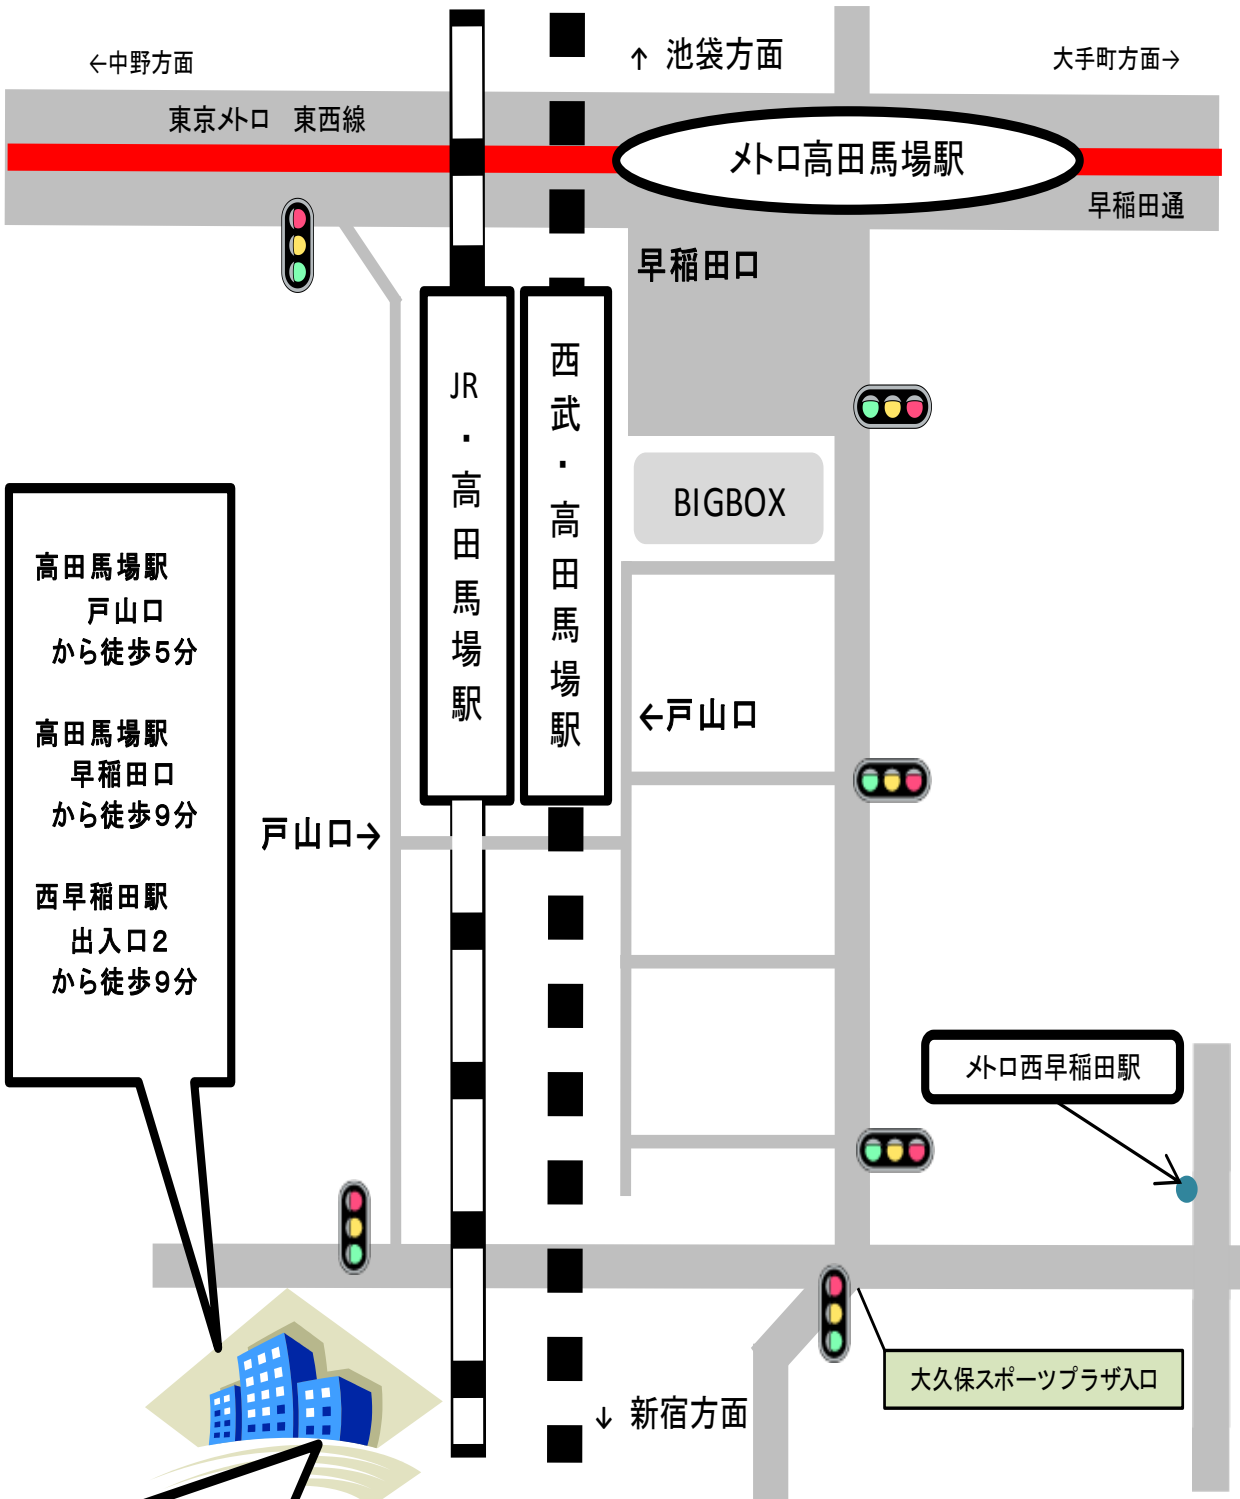 ←中野方面
↑ 池袋方面
大手町方面→
東京メトロ　東西線
メトロ高田馬場駅
早稲田通
早稲田口
JR・高田馬場駅
西武・高田馬場駅
BIGBOX
高田馬場駅
戸山口
から徒歩5分
高田馬場駅
早稲田口
から徒歩9分
西早稲田駅
出入口2
から徒歩9分
←戸山口
戸山口→
メトロ西早稲田駅
大久保スポーツプラザ入口
↓ 新宿方面